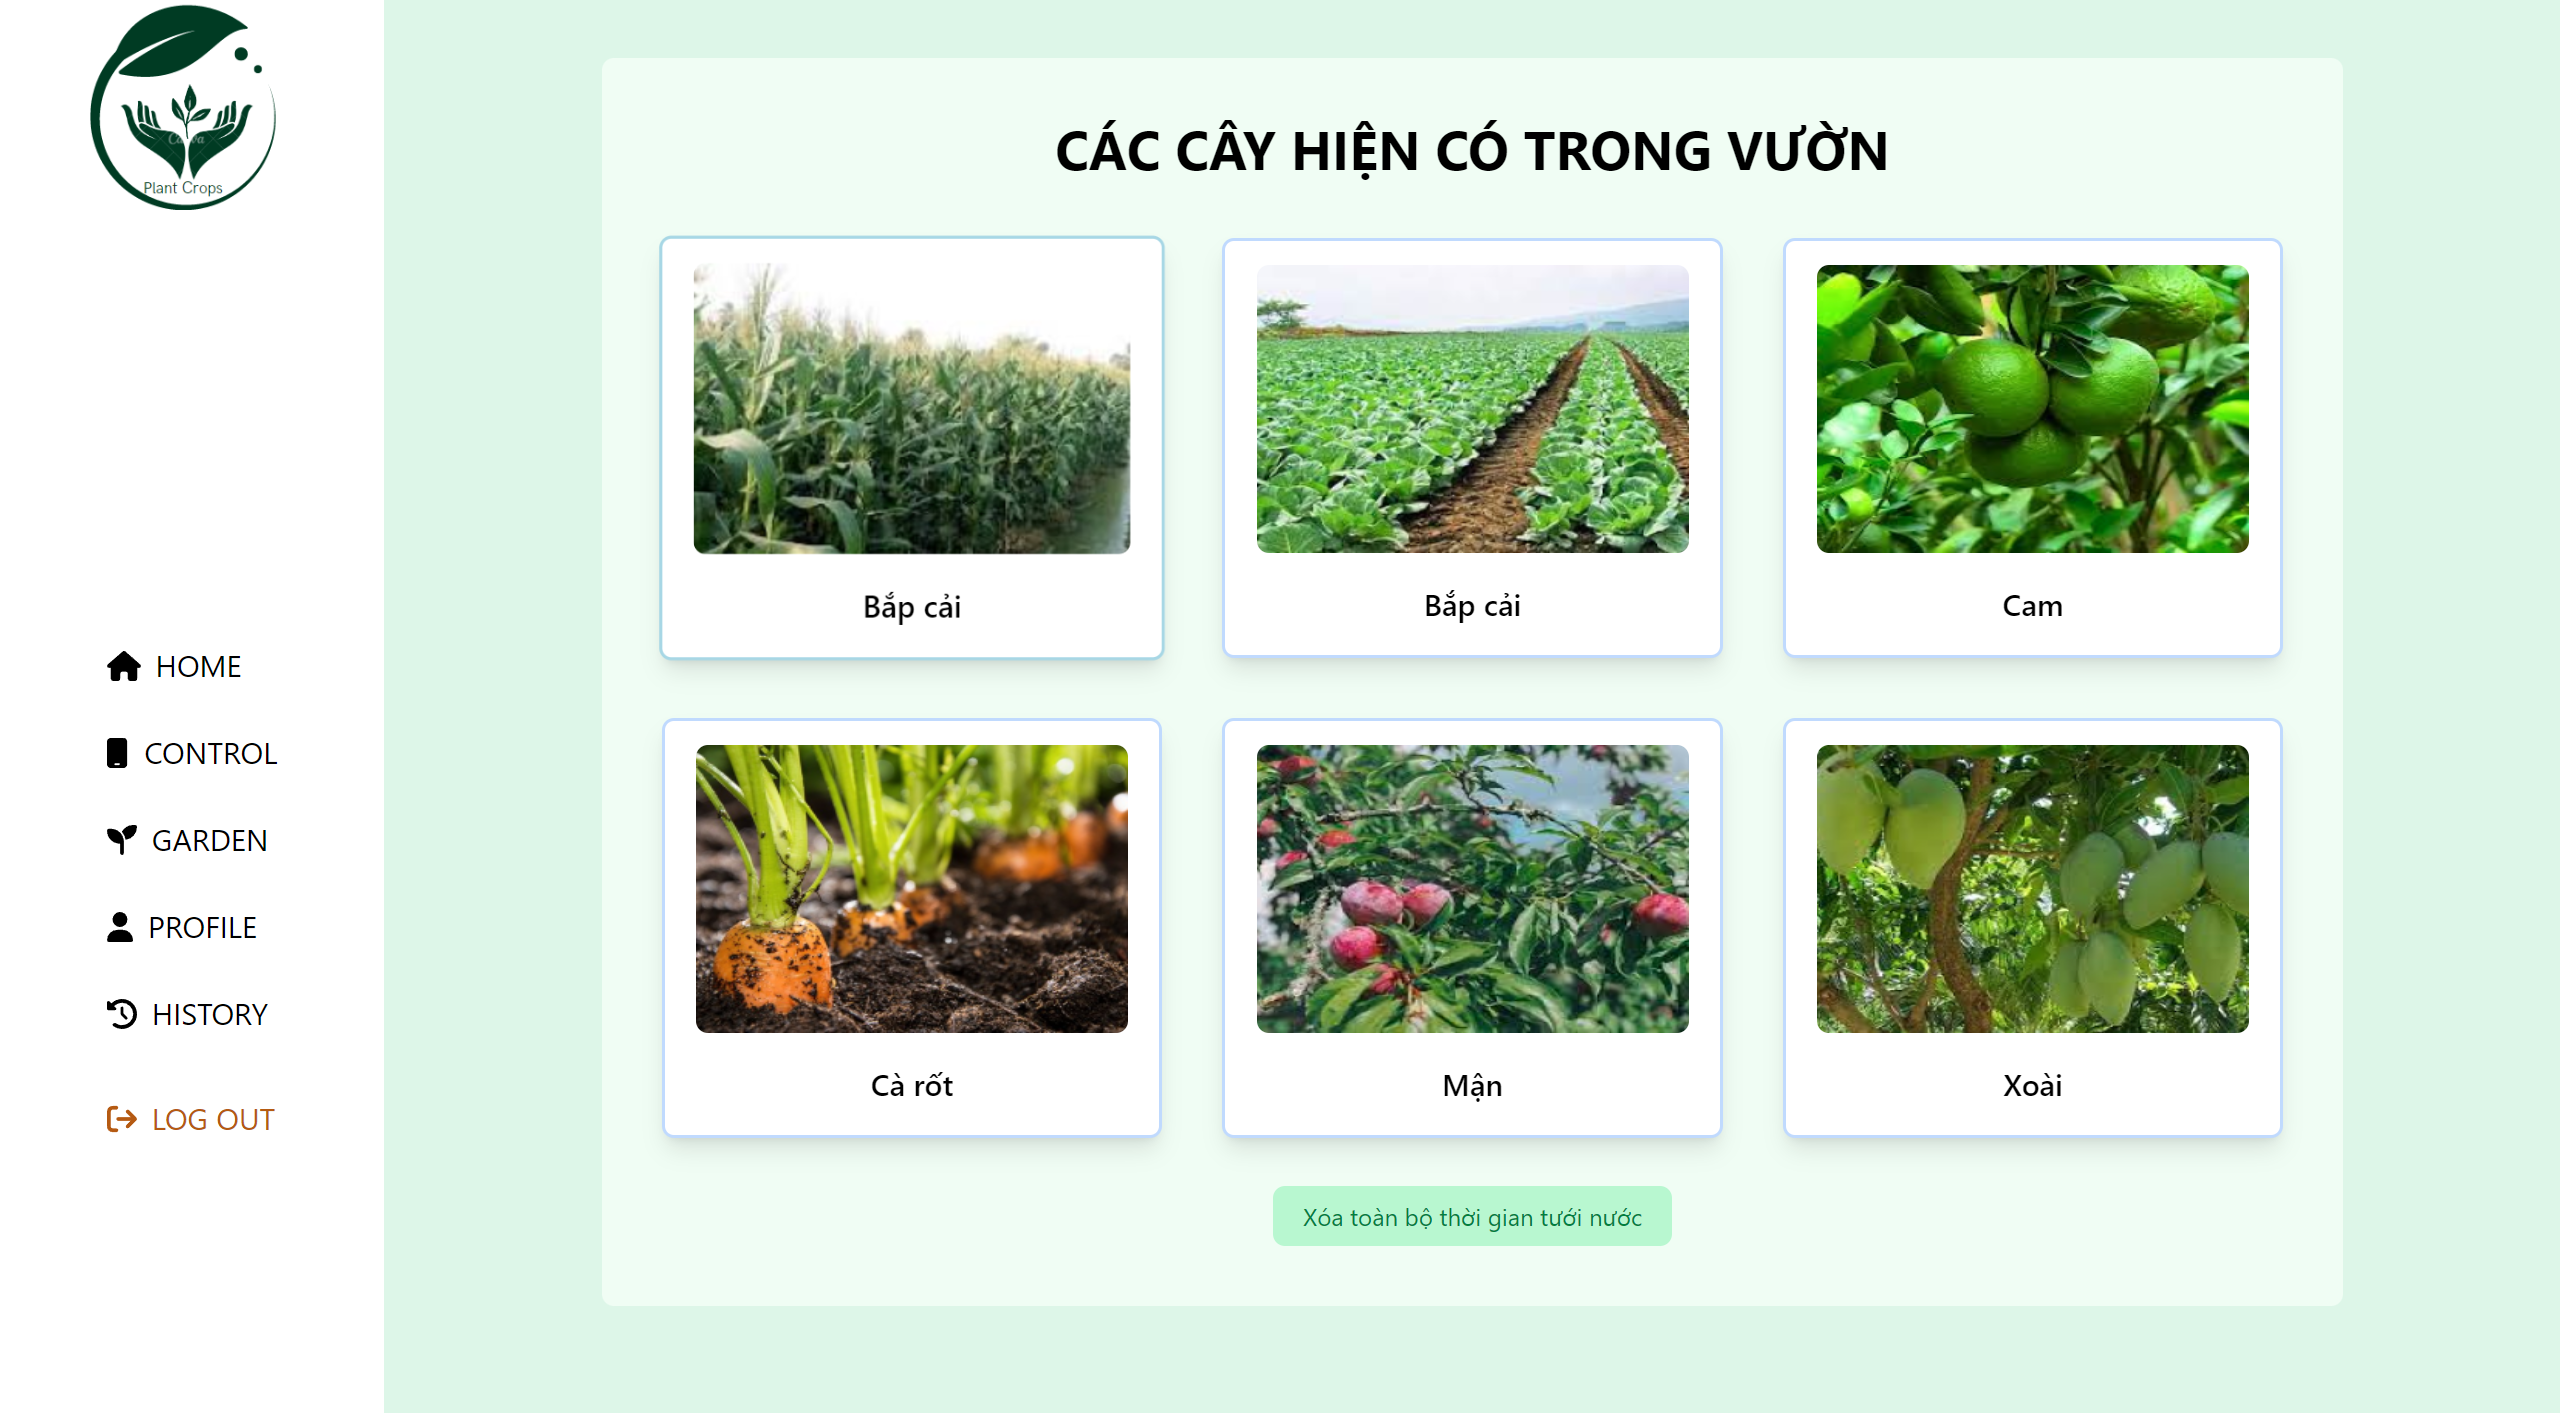 Plant Crops
HOME
CONTROL
GARDEN
PROFILE
HISTORY
LOG OUT
CÁC CÂY HIỆN CÓ TRONG VƯỜN
Bắp cải
Bắp cải
Cam
Cà rốt
Mận
Xoài
Xóa toàn bộ thời gian tưới nước